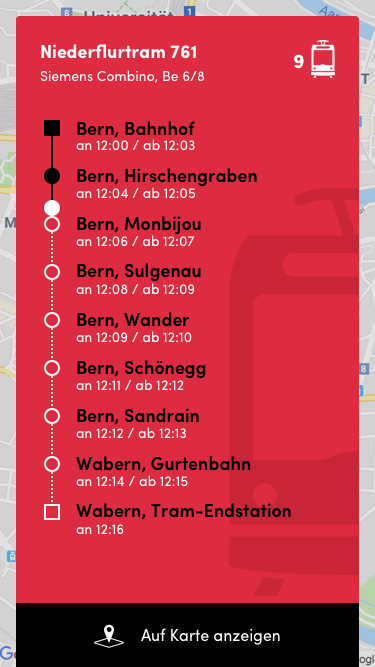 Universität
Niederflurtram 761
9
Siemens Combino, Be 6/8
Bern, Bahnhof
an 12:00 / ab 12:03
Bern, Hirschengraben
an 12:04 / ab 12:05
Bern, Monbijou
an 12:06 / ab 12:07
Bern, Sulgenau
an 12:08 / ab 12:09
Bern, Wander
an 12:09 / ab 12:10
Bern, Schönegg
an 12:11 / ab 12:12
Bern, Sandrain
an 12:12 / ab 12:13
Wabern, Gurtenbahn
an 12:14 / ab 12:15
Wabern, Tram-Endstation
an 12:16
Auf Karte anzeigen